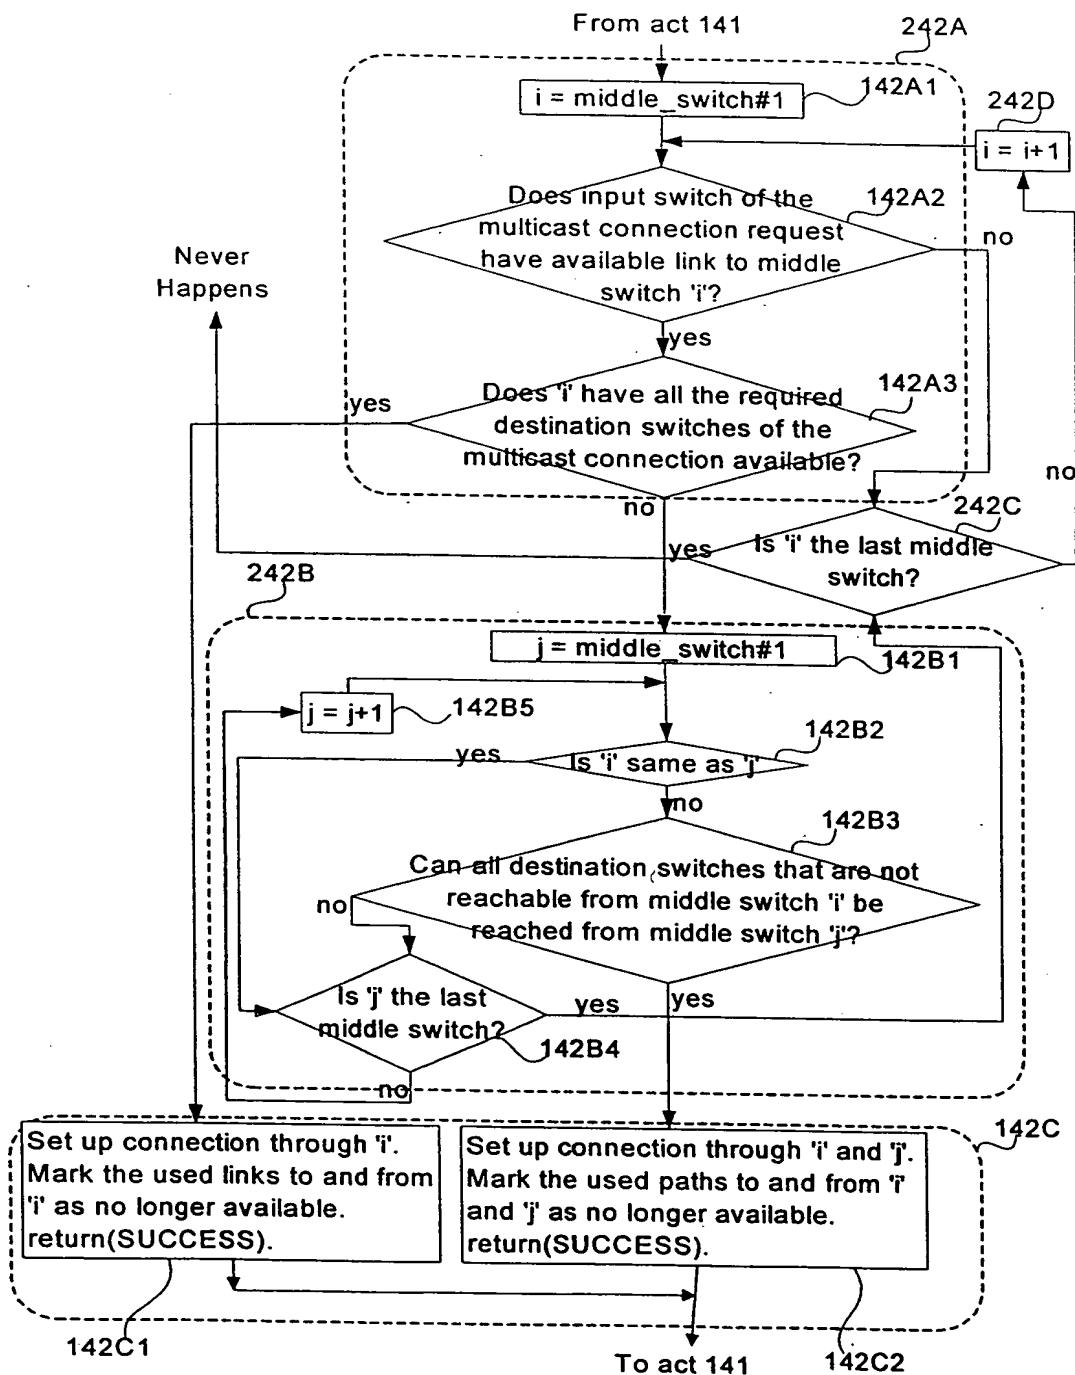 From act 141
242A
i = middle_switch#1
142A1
242D
i = i+1
Does input switch of the
multicast connection request
have available link to middle
switch 'i'?
142A2
no
Never
Happens
yes
Does 'i' have all the required
destination switches of the
multicast connection available?
142A3
yes
no
no
242C
Is 'i' the last middle
switch?
yes
242B
j = middle_switch#1
142B1
j = j+1
142B5
142B2
yes
Is 'i' same as 'j'
no
142B3
Can all destination switches that are not
reachable from middle switch 'i' be
reached from middle switch 'j'?
no
Is 'j' the last
middle switch?
yes
yes
142B4
no
142C
Set up connection through 'i'.
Mark the used links to and from
'i' as no longer available.
return(SUCCESS).
Set up connection through 'i' and 'j'.
Mark the used paths to and from 'i'
and 'j' as no longer available.
return(SUCCESS).
142C1
To act 141
142C2